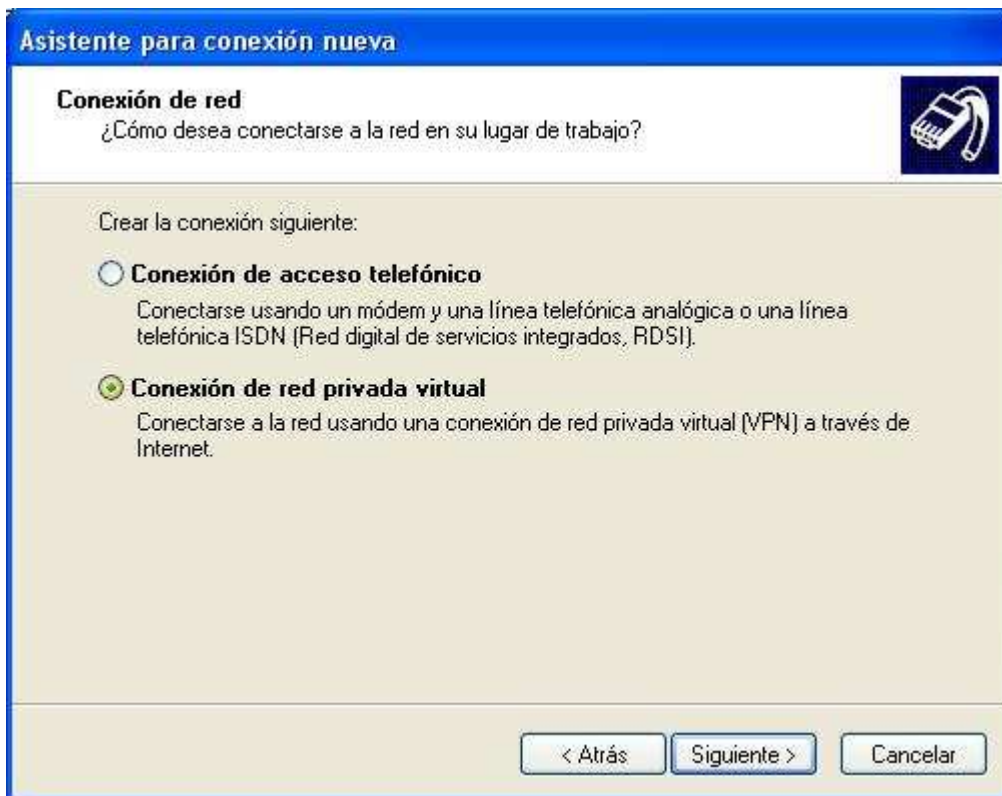 Asistente para conexión nueva
Conexión de red
¿Cómo desea conectarse a la red en su lugar de trabajo?
Crear la conexión siguiente:
Conexión de acceso telefónico
Conectarse usando un módem y una línea telefónica analógica o una línea
telefónica ISDN (Red digital de servicios integrados, RDSI).
Conexión de red privada virtual
Conectarse a la red usando una conexión de red privada virtual (VPN) a través de
Internet.
< Atrás
Siguiente >
Cancelar